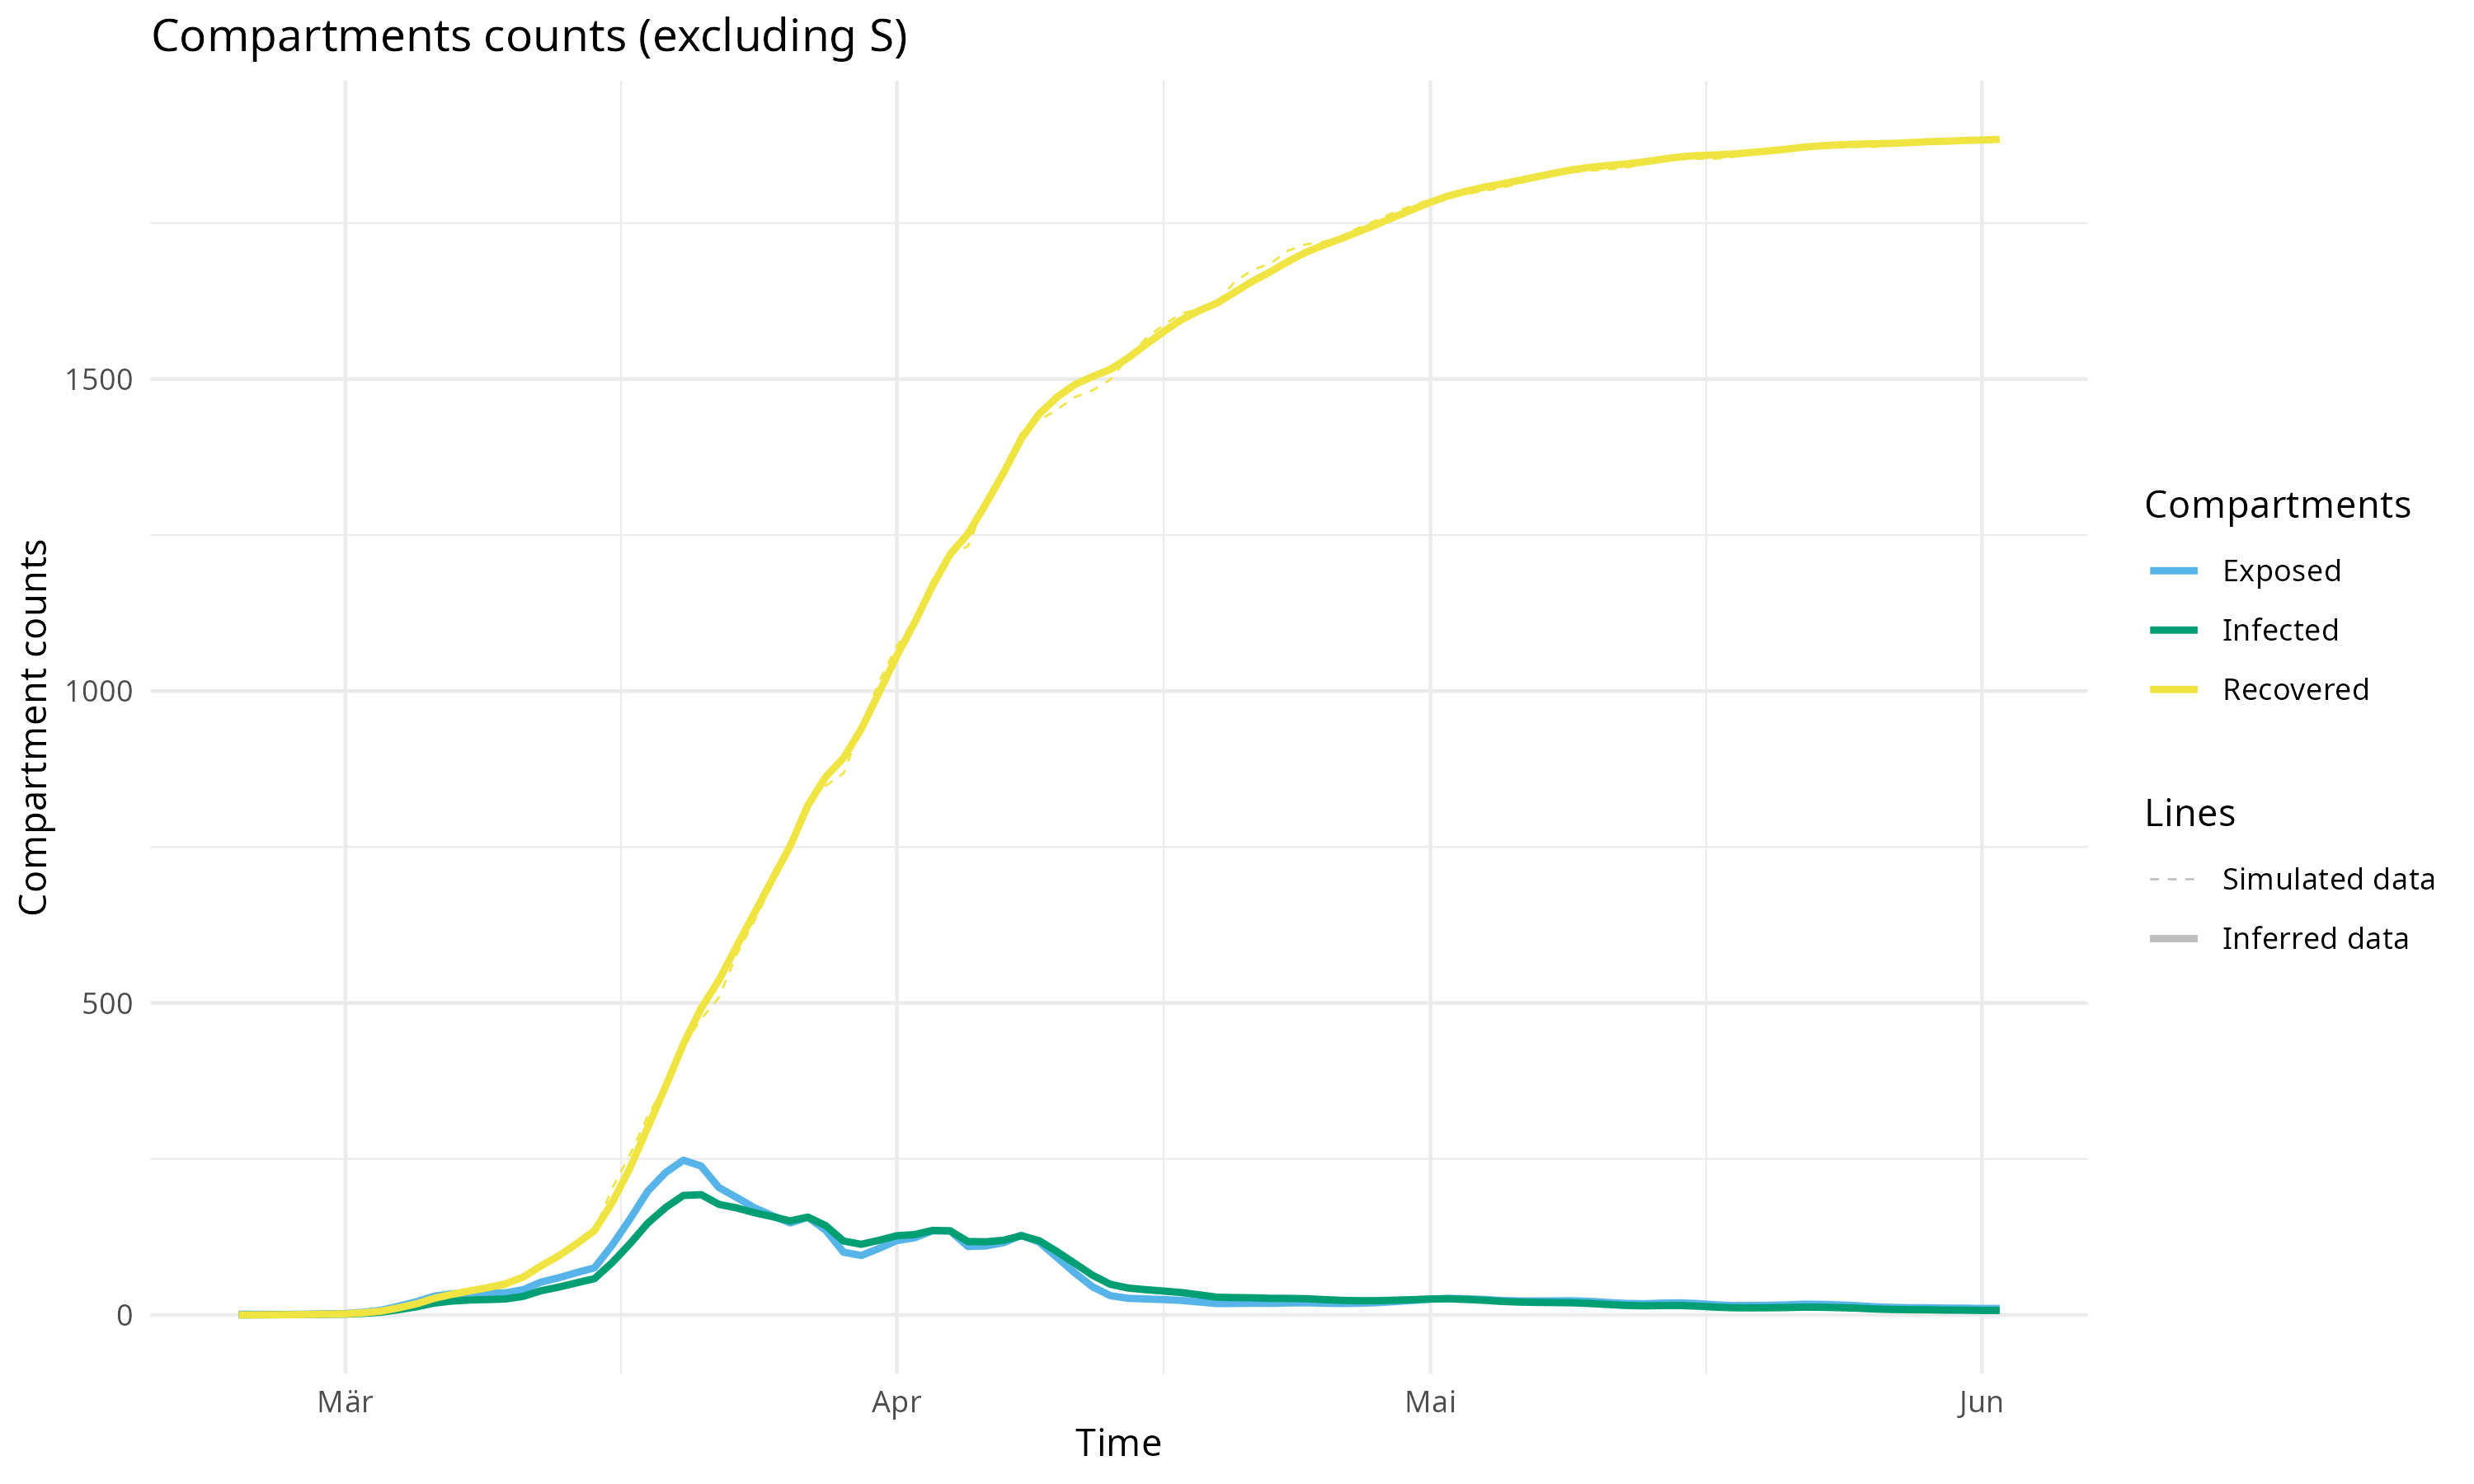 Compartments counts (excluding S)
Compartment counts
1500
1000
500
0
Mär
Apr
Mai
Jun
Time
Compartments
Exposed
Infected
Recovered
Lines
Simulated data
Inferred data